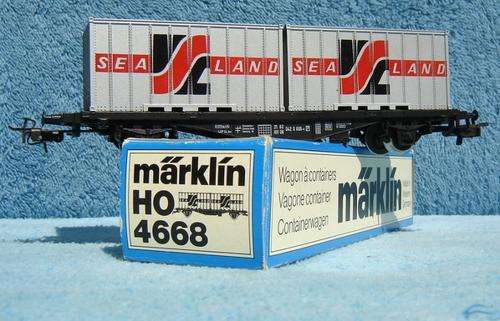 SEA LAND SEA LAND
märklin
HO
4668
Wagon à containers
Vagone container
Containerwagen
märklin